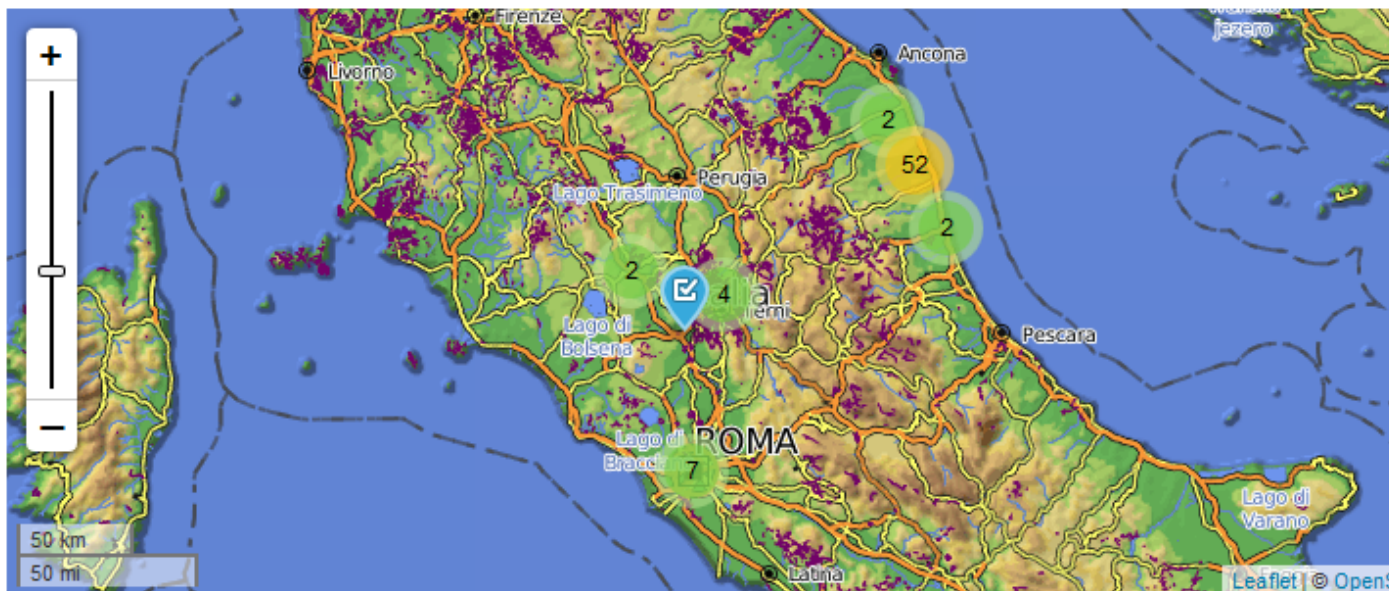 Firenze
jezero
+
Livorno
Ancona
2
52
Perugia
Lago Trasimeno
2
2
4
Lago di
Bolsena
Pescara
ROMA
Lago di
7
Lago di
Varano
50 km
50 mi
Latina
Leaflet | © OpenS